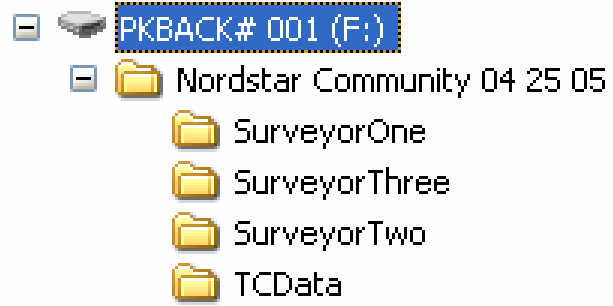 PKBACK# 001 (F:)
Nordstar Community 04 25 05
SurveyorOne
SurveyorThree
SurveyorTwo
TCData